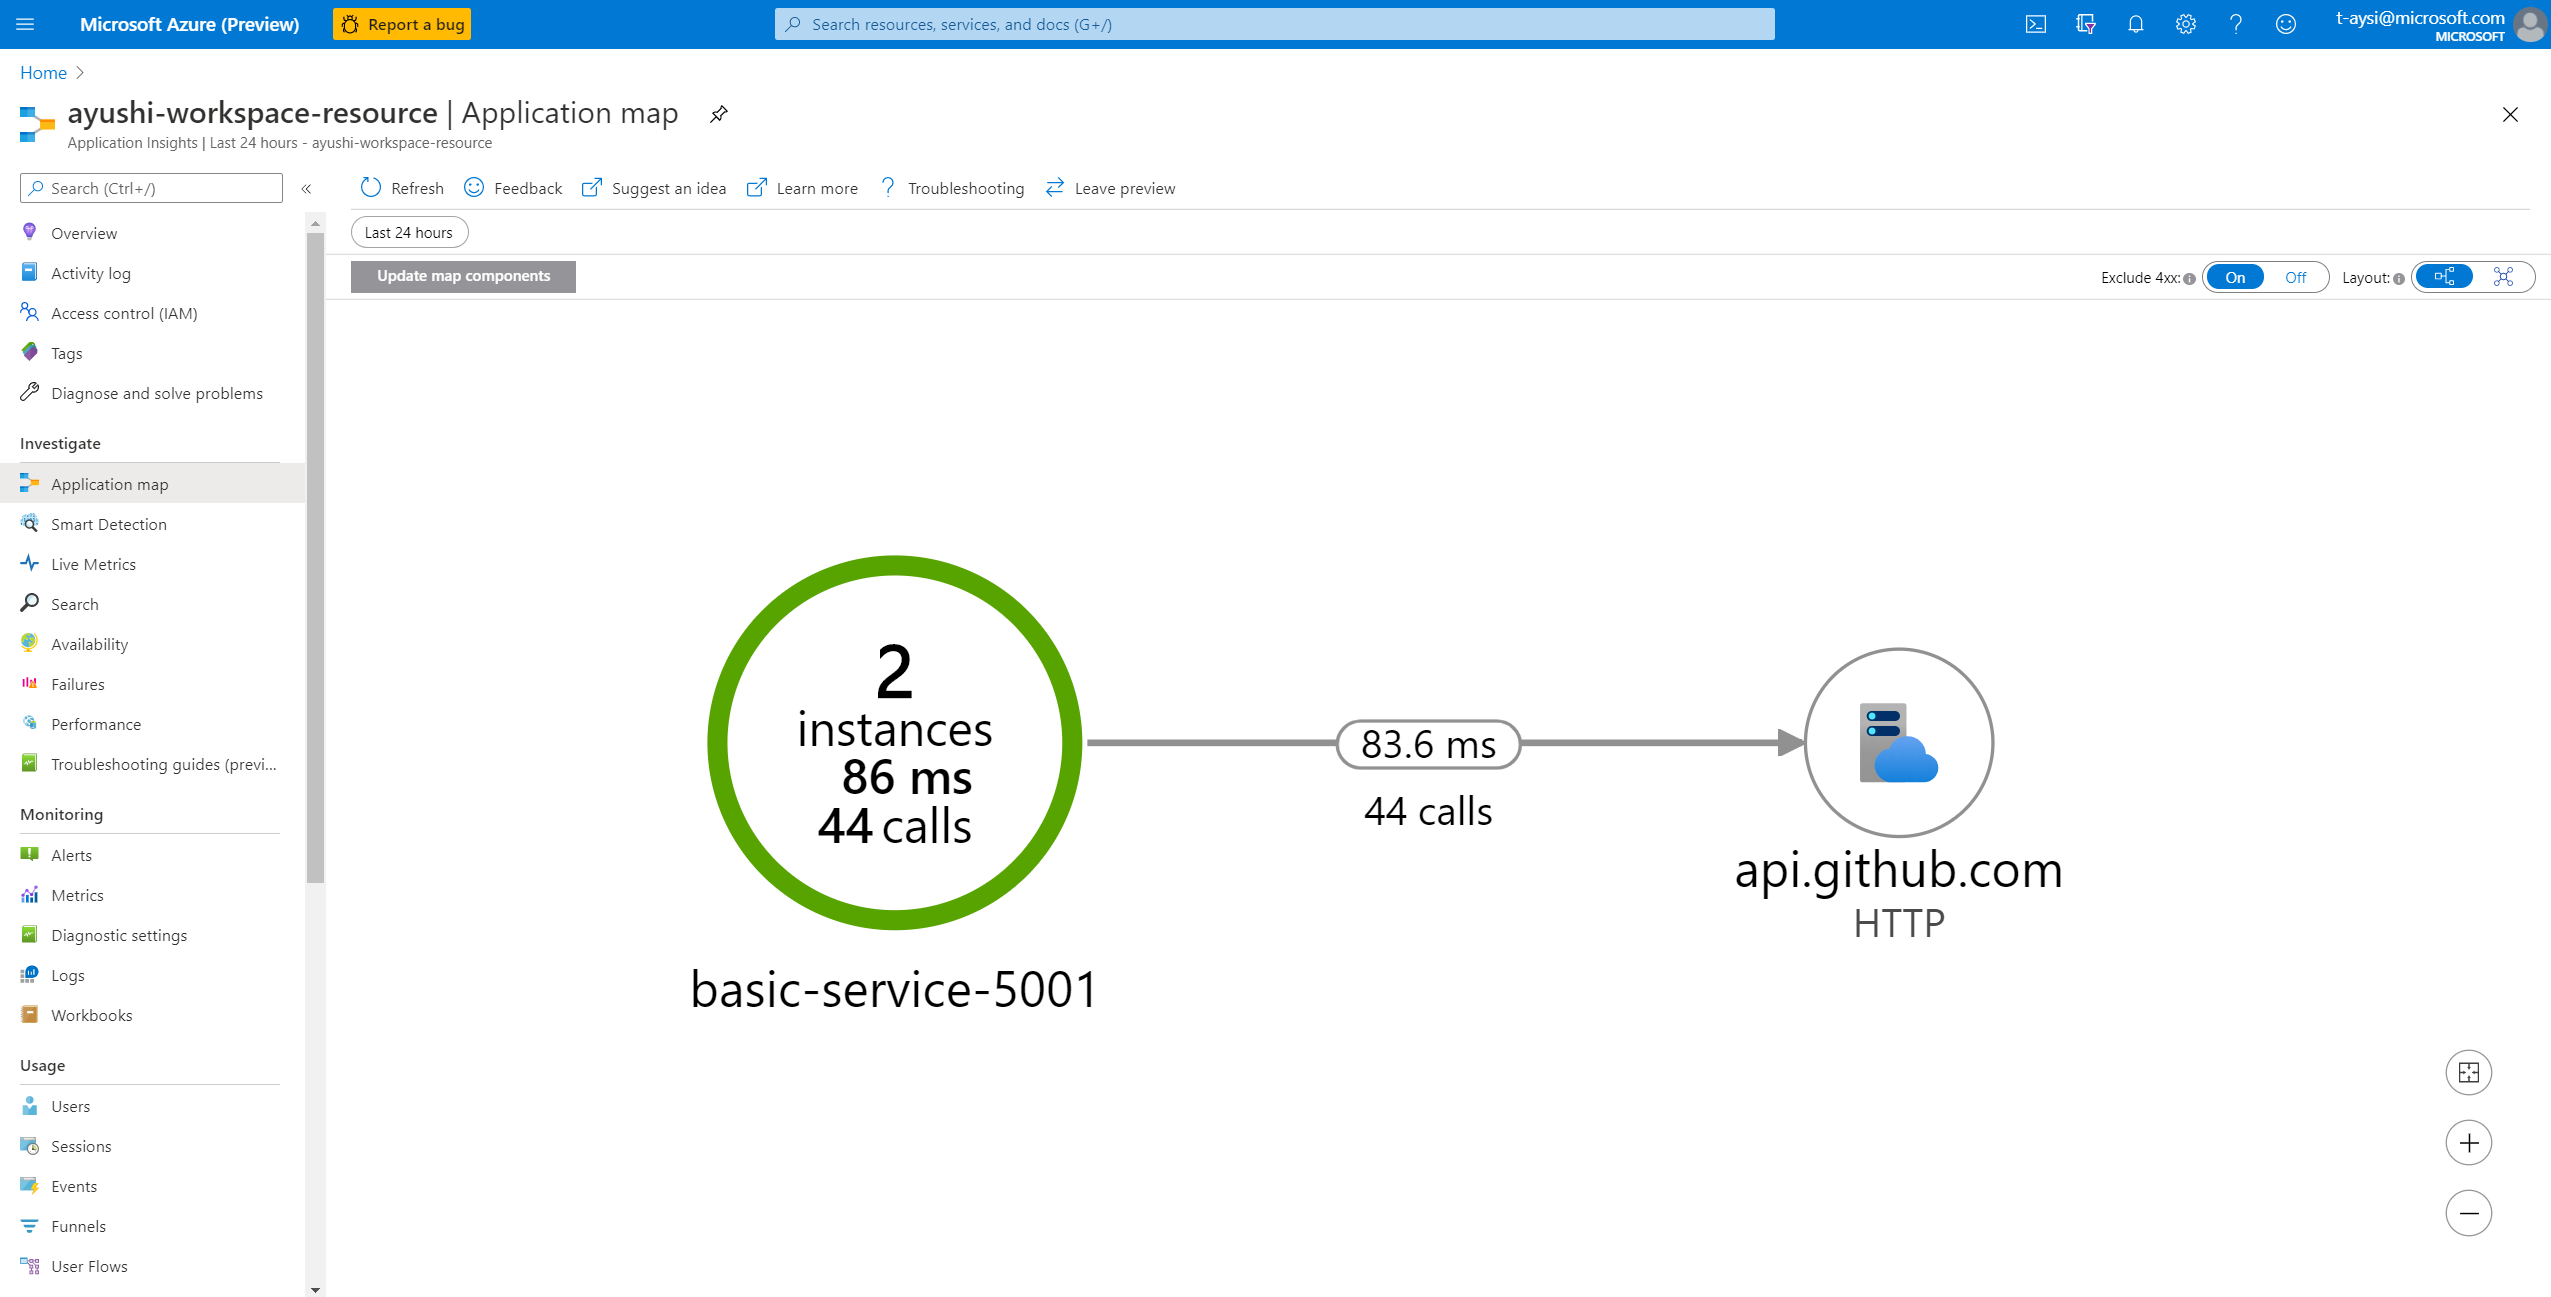 Microsoft Azure (Preview)
Report a bug
Search resources, services, and docs (G+/)
t-aysi@microsoft.com
MICROSOFT
Home
ayushi-workspace-resource | Application map
Application Insights | Last 24 hours - ayushi-workspace-resource
Search (Ctrl+/)
Refresh
Feedback
Suggest an idea
Learn more
Troubleshooting
Leave preview
Last 24 hours
Update map components
Exclude 4xx:
On
Off
Layout:
Overview
Activity log
Access control (IAM)
Tags
Diagnose and solve problems
Investigate
Application map
Smart Detection
Live Metrics
Search
Availability
Failures
Performance
Troubleshooting guides (previ...
Monitoring
Alerts
Metrics
Diagnostic settings
Logs
Workbooks
Usage
Users
Sessions
Events
Funnels
User Flows
2
instances
86 ms
44 calls
basic-service-5001
83.6 ms
44 calls
api.github.com
HTTP